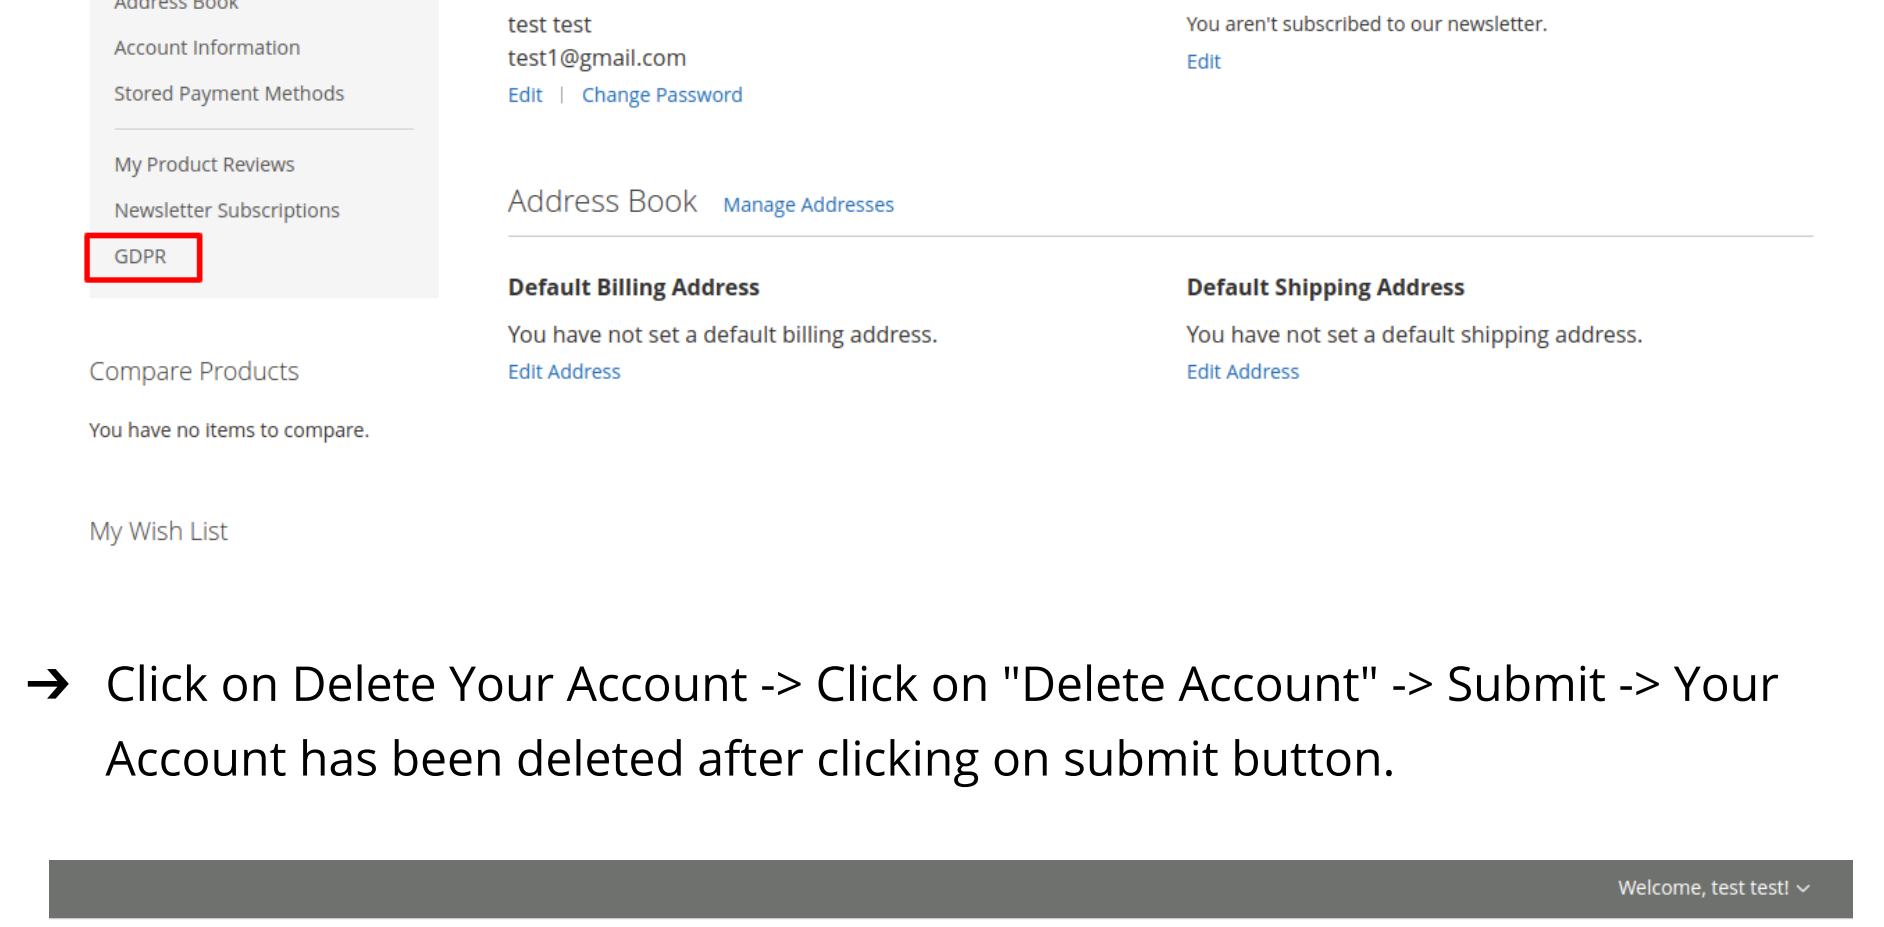 Address Book
Account Information
Stored Payment Methods
My Product Reviews
Newsletter Subscriptions
GDPR
Compare Products
You have no items to compare.
My Wish List
test test
test1@gmail.com
Edit | Change Password
You aren't subscribed to our newsletter.
Edit
Address Book Manage Addresses
Default Billing Address
You have not set a default billing address.
Edit Address
Default Shipping Address
You have not set a default shipping address.
Edit Address
➔ Click on Delete Your Account -> Click on "Delete Account" -> Submit -> Your
Account has been deleted after clicking on submit button.
Welcome, test test!